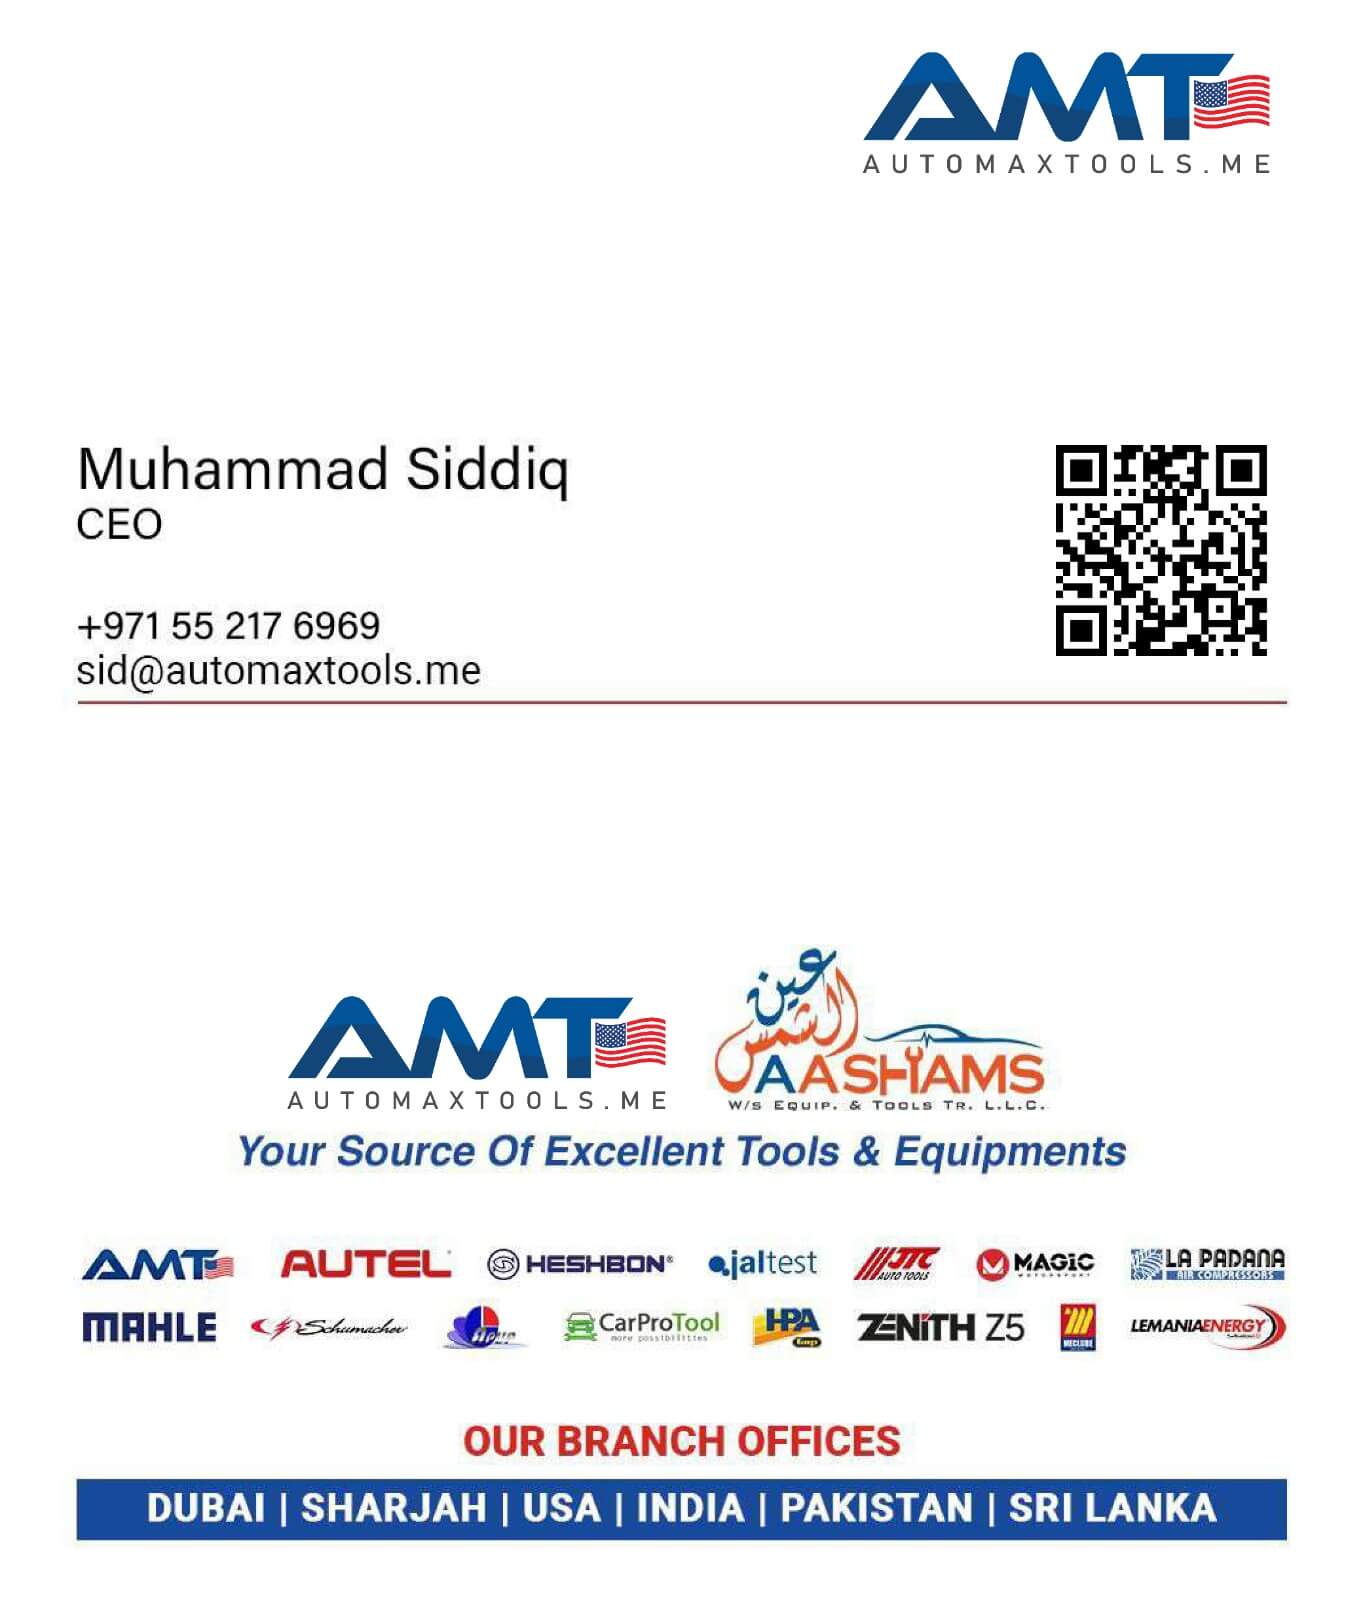 AMT
AUTOMAXTOOLS.ME
Muhammad Siddiq
CEO
+971 55 217 6969
sid@automaxtools.me
AMT
AUTOMAXTOOLS.ME
عين
الشمس
AASHAMS
W/S EQUIP. & TOOLS TR. L.L.C.
Your Source Of Excellent Tools & Equipments
AMT AUTEL HESHBON® jaltest JTC AUTO TOOLS MAGIC MOTORSPORT LA PADANA AIR COMPRESSORS
MAHLE Schumacher CarProTool more possibilities HPA ZENITH Z5 MECLUBE LEMANIAENERGY
OUR BRANCH OFFICES
DUBAI | SHARJAH | USA | INDIA | PAKISTAN | SRI LANKA